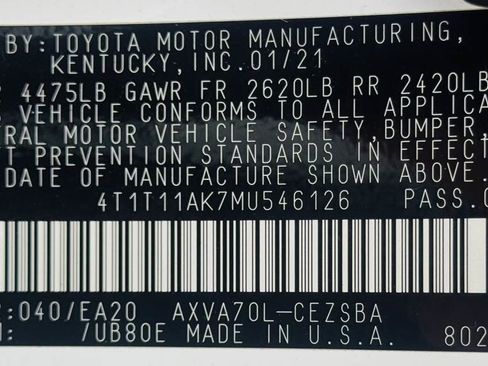 BY: TOYOTA MOTOR MANUFACTURING,
KENTUCKY, INC. 01/21
4475LB GAWR FR 2620LB RR 2420LB
VEHICLE CONFORMS TO ALL APPLICA
ERAL MOTOR VEHICLE SAFETY, BUMPER,
T PREVENTION STANDARDS IN EFFECT
DATE OF MANUFACTURE SHOWN ABOVE.
4T1T11AK7MU546126 PASS.
:040/EA20 AXVA70L-CEZSBA
: /UB80E MADE IN U.S.A. 802